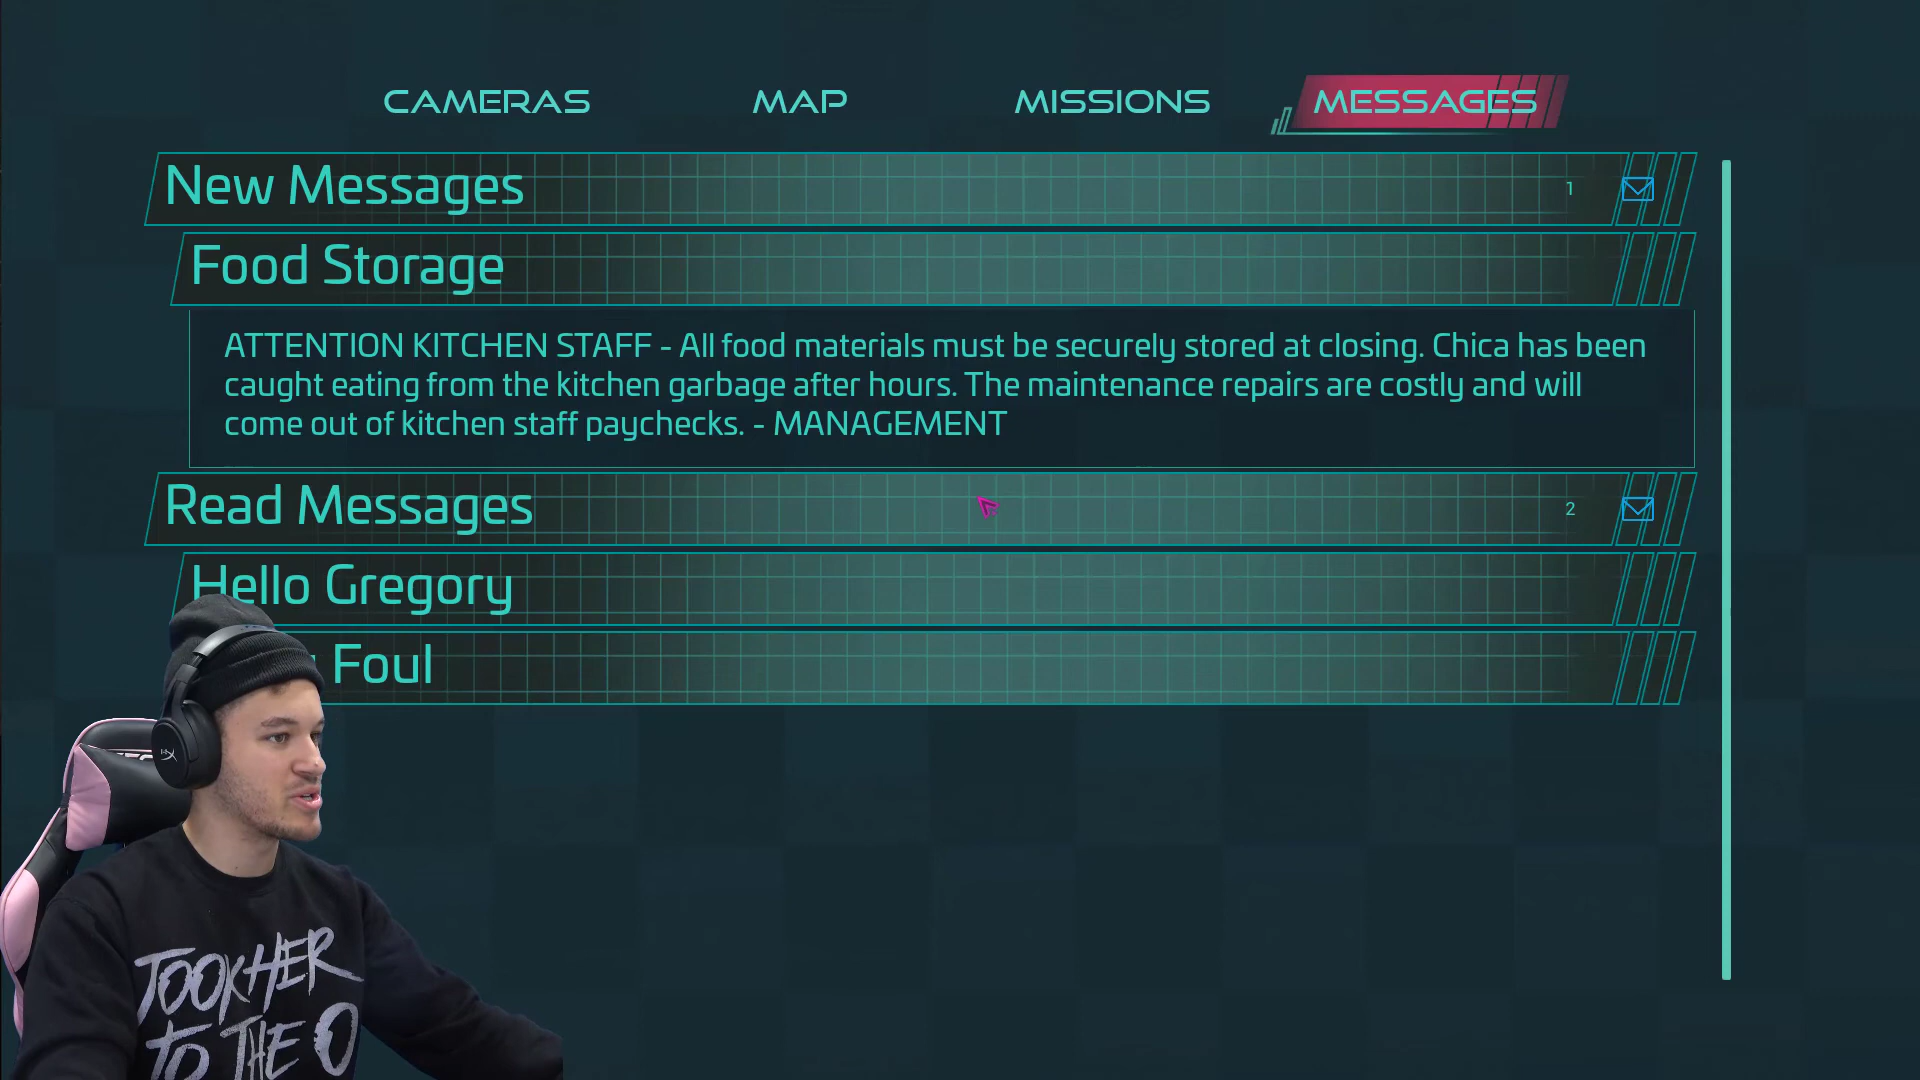 CAMERAS MAP MISSIONS MESSAGES
New Messages 1
Food Storage
ATTENTION KITCHEN STAFF - All food materials must be securely stored at closing. Chica has been
caught eating from the kitchen garbage after hours. The maintenance repairs are costly and will
come out of kitchen staff paychecks. - MANAGEMENT
Read Messages 2
Hello Gregory
Foul
TOOK HER
TO THE O